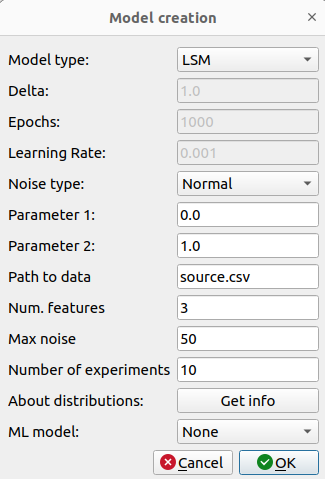 Model creation ×
Model type: LSM
Delta: 1.0
Epochs: 1000
Learning Rate: 0.001
Noise type: Normal
Parameter 1: 0.0
Parameter 2: 1.0
Path to data source.csv
Num. features 3
Max noise 50
Number of experiments 10
About distributions: Get info
ML model: None
Cancel OK